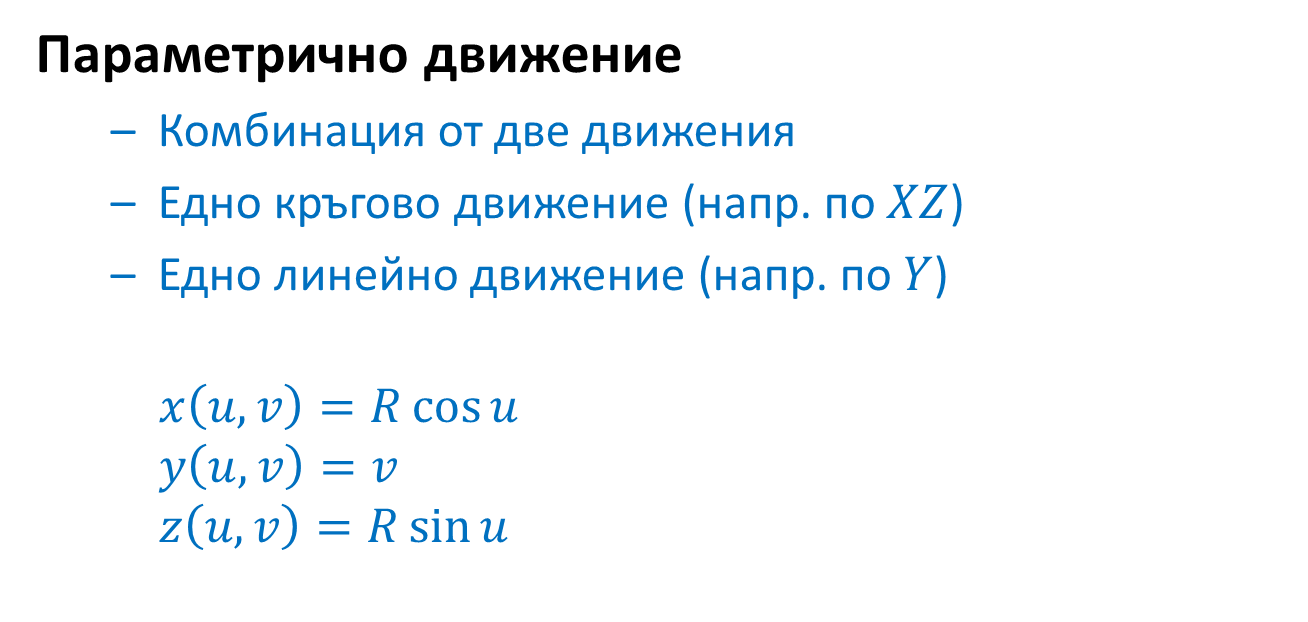 Параметрично движение
– Комбинация от две движения
– Едно кръгово движение (напр. по XZ)
– Едно линейно движение (напр. по Y)
x(u, v) = R cos u
y(u, v) = v
z(u, v) = R sin u